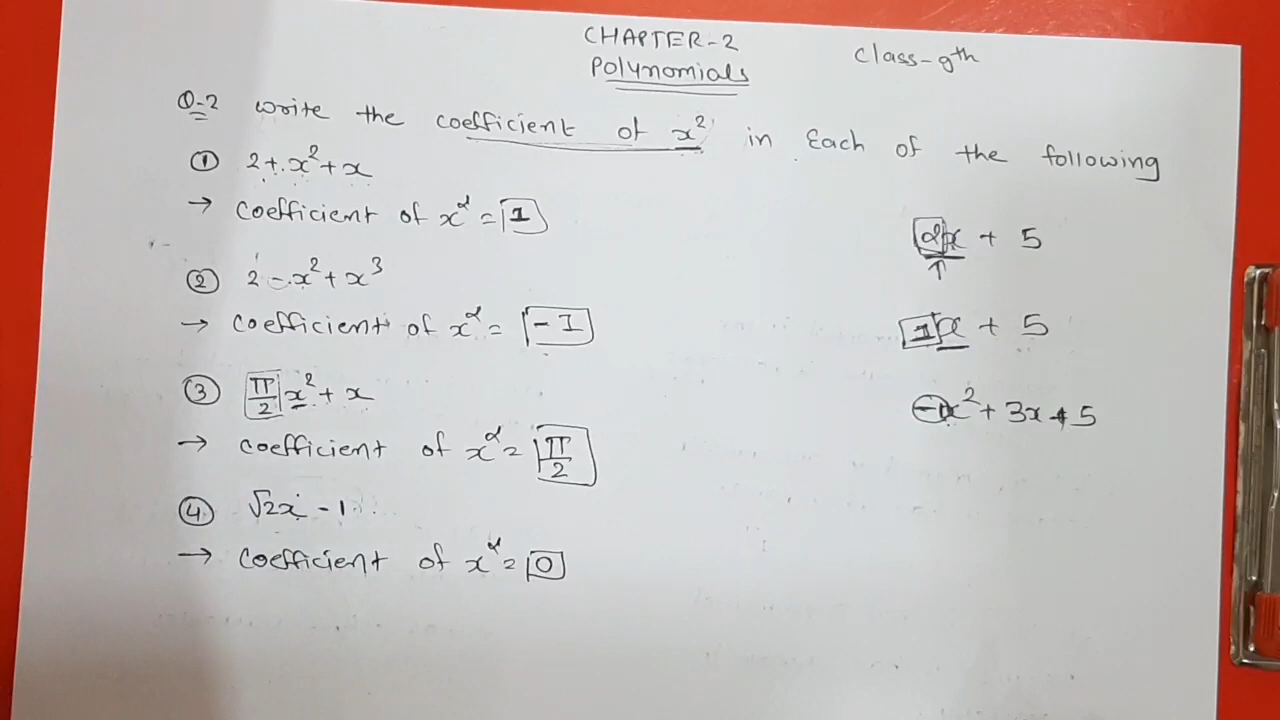 CHAPTER-2
Class-9th
Polynomials
Q-2 write the coefficient of x² in Each of the following
① 2+x²+x
→ coefficient of x² = 1
② 2-x²+x³
→ coefficient of x² = -1
③ π/2 x²+x
→ coefficient of x² = π/2
④ √2x - 1
→ coefficient of x² = 0
2x + 5
↑
1x + 5
-1x² + 3x + 5